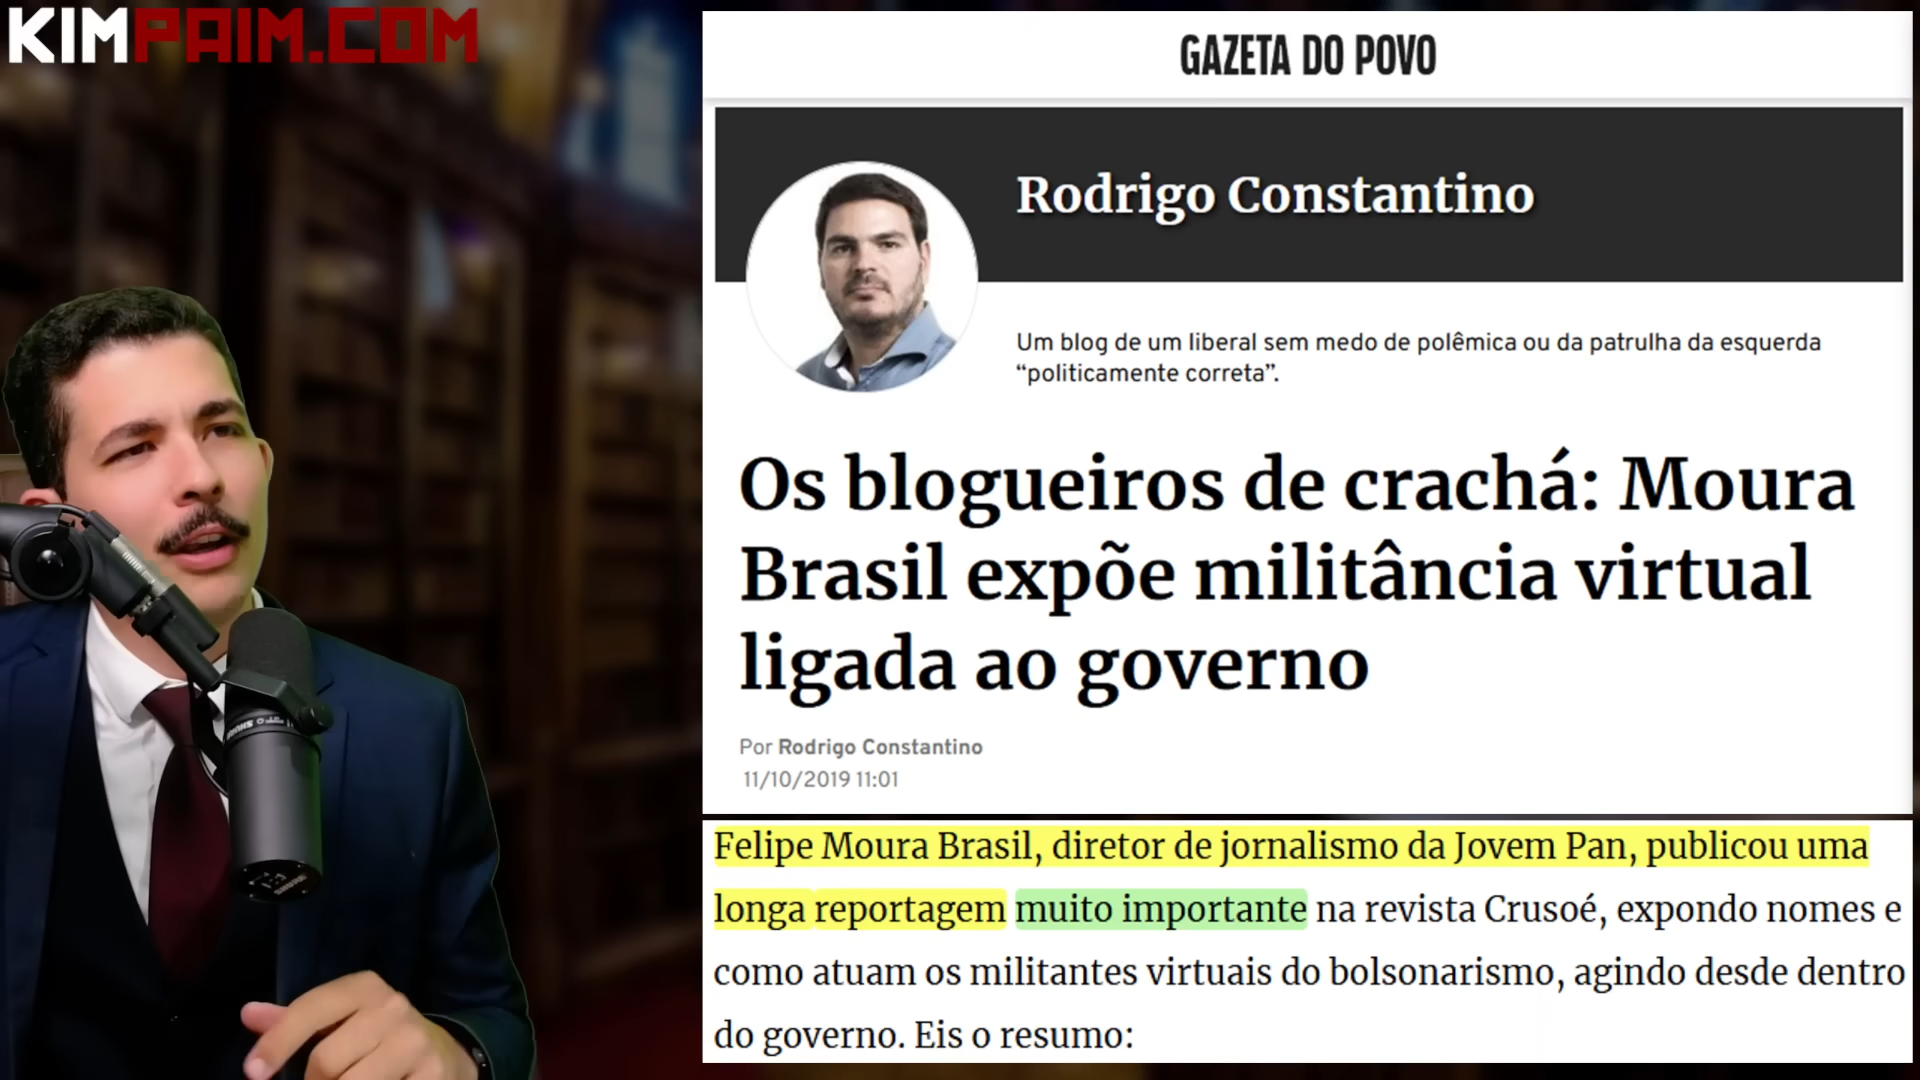 KIMPAIM.COM
GAZETA DO POVO
Rodrigo Constantino
Um blog de um liberal sem medo de polêmica ou da patrulha da esquerda
“politicamente correta”.
Os blogueiros de crachá: Moura
Brasil expõe militância virtual
ligada ao governo
Por Rodrigo Constantino
11/10/2019 11:01
Felipe Moura Brasil, diretor de jornalismo da Jovem Pan, publicou uma
longa reportagem muito importante na revista Crusoé, expondo nomes e
como atuam os militantes virtuais do bolsonarismo, agindo desde dentro
do governo. Eis o resumo: